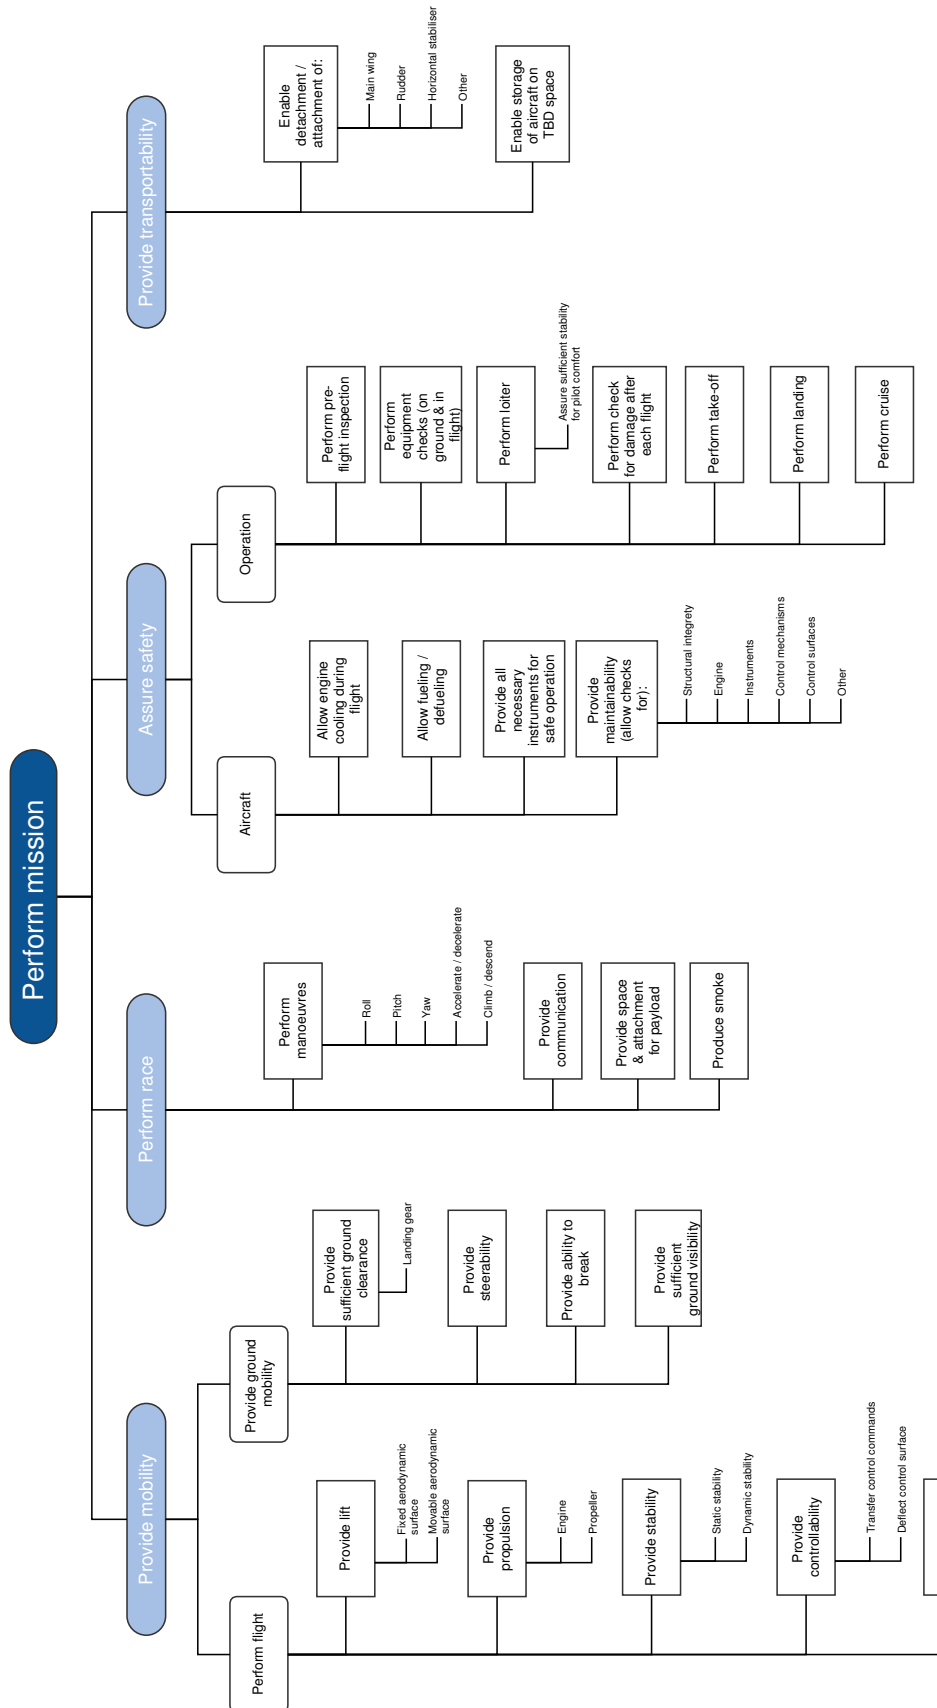 Perform mission
Provide mobility
Perform flight
Provide lift
Fixed aerodynamic
surface
Movable aerodynamic
surface
Provide
propulsion
Engine
Propeller
Provide stability
Static stability
Dynamic stability
Provide
controllability
Transfer control commands
Deflect control surface
Provide ground
mobility
Provide
sufficient ground
clearance
Landing gear
Provide
steerability
Provide ability to
break
Provide
sufficient
ground visibility
Perform race
Perform
manoeuvres
Roll
Pitch
Yaw
Accelerate / decelerate
Climb / descend
Provide
communication
Provide space
& attachment
for payload
Produce smoke
Assure safety
Aircraft
Allow engine
cooling during
flight
Allow fueling /
defueling
Provide all
necessary
instruments for
safe operation
Provide
maintainability
(allow checks
for):
Structural integrety
Engine
Instruments
Control mechanisms
Control surfaces
Other
Operation
Perform pre-
flight inspection
Perform
equipment
checks (on
ground & in
flight)
Perform loiter
Assure sufficient stability
for pilot comfort
Perform check
for damage after
each flight
Perform take-off
Perform landing
Perform cruise
Provide transportability
Enable
detachment /
attachment of:
Main wing
Rudder
Horizontal stabiliser
Other
Enable storage
of aircraft on
TBD space